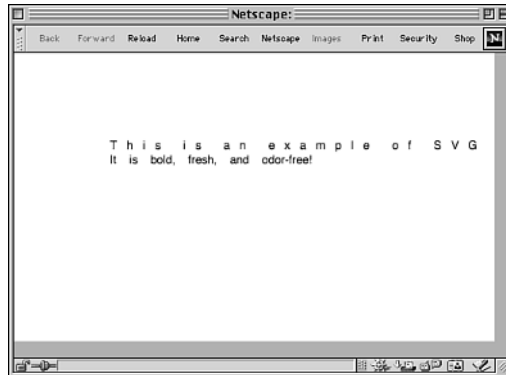 Netscape:
Back Forward Reload Home Search Netscape Images Print Security Shop N
This is an example of SVG
It is bold, fresh, and odor-free!